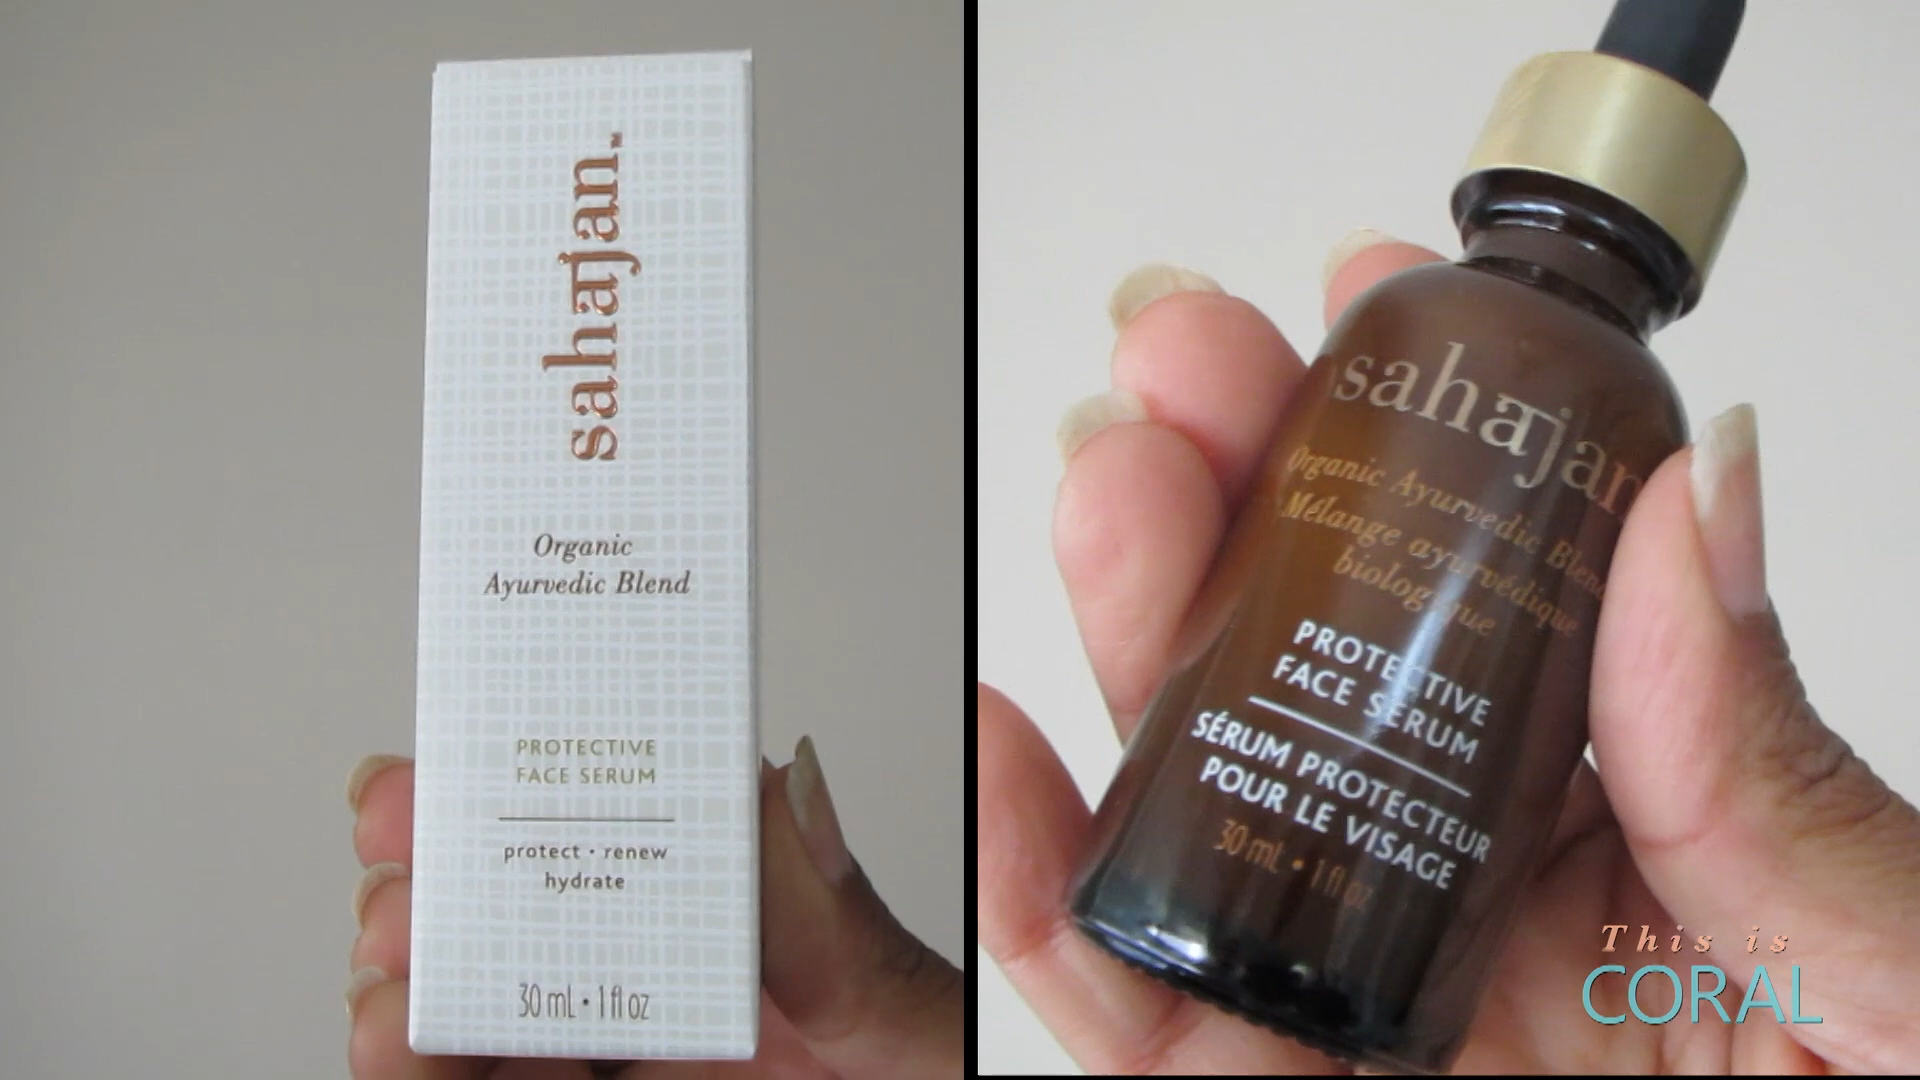 sahajan™
Organic
Ayurvedic Blend
PROTECTIVE
FACE SERUM
protect • renew
hydrate
30 mL • 1 fl oz
sahajan
Organic Ayurvedic Blend
Mélange ayurvédique
biologique
PROTECTIVE
FACE SERUM
SÉRUM PROTECTEUR
POUR LE VISAGE
30 mL • 1 fl oz
This is
CORAL